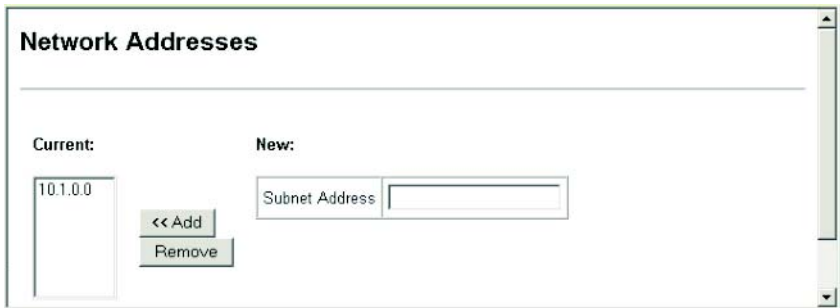 Network Addresses
Current:
New:
10.1.0.0
Subnet Address
<< Add
Remove